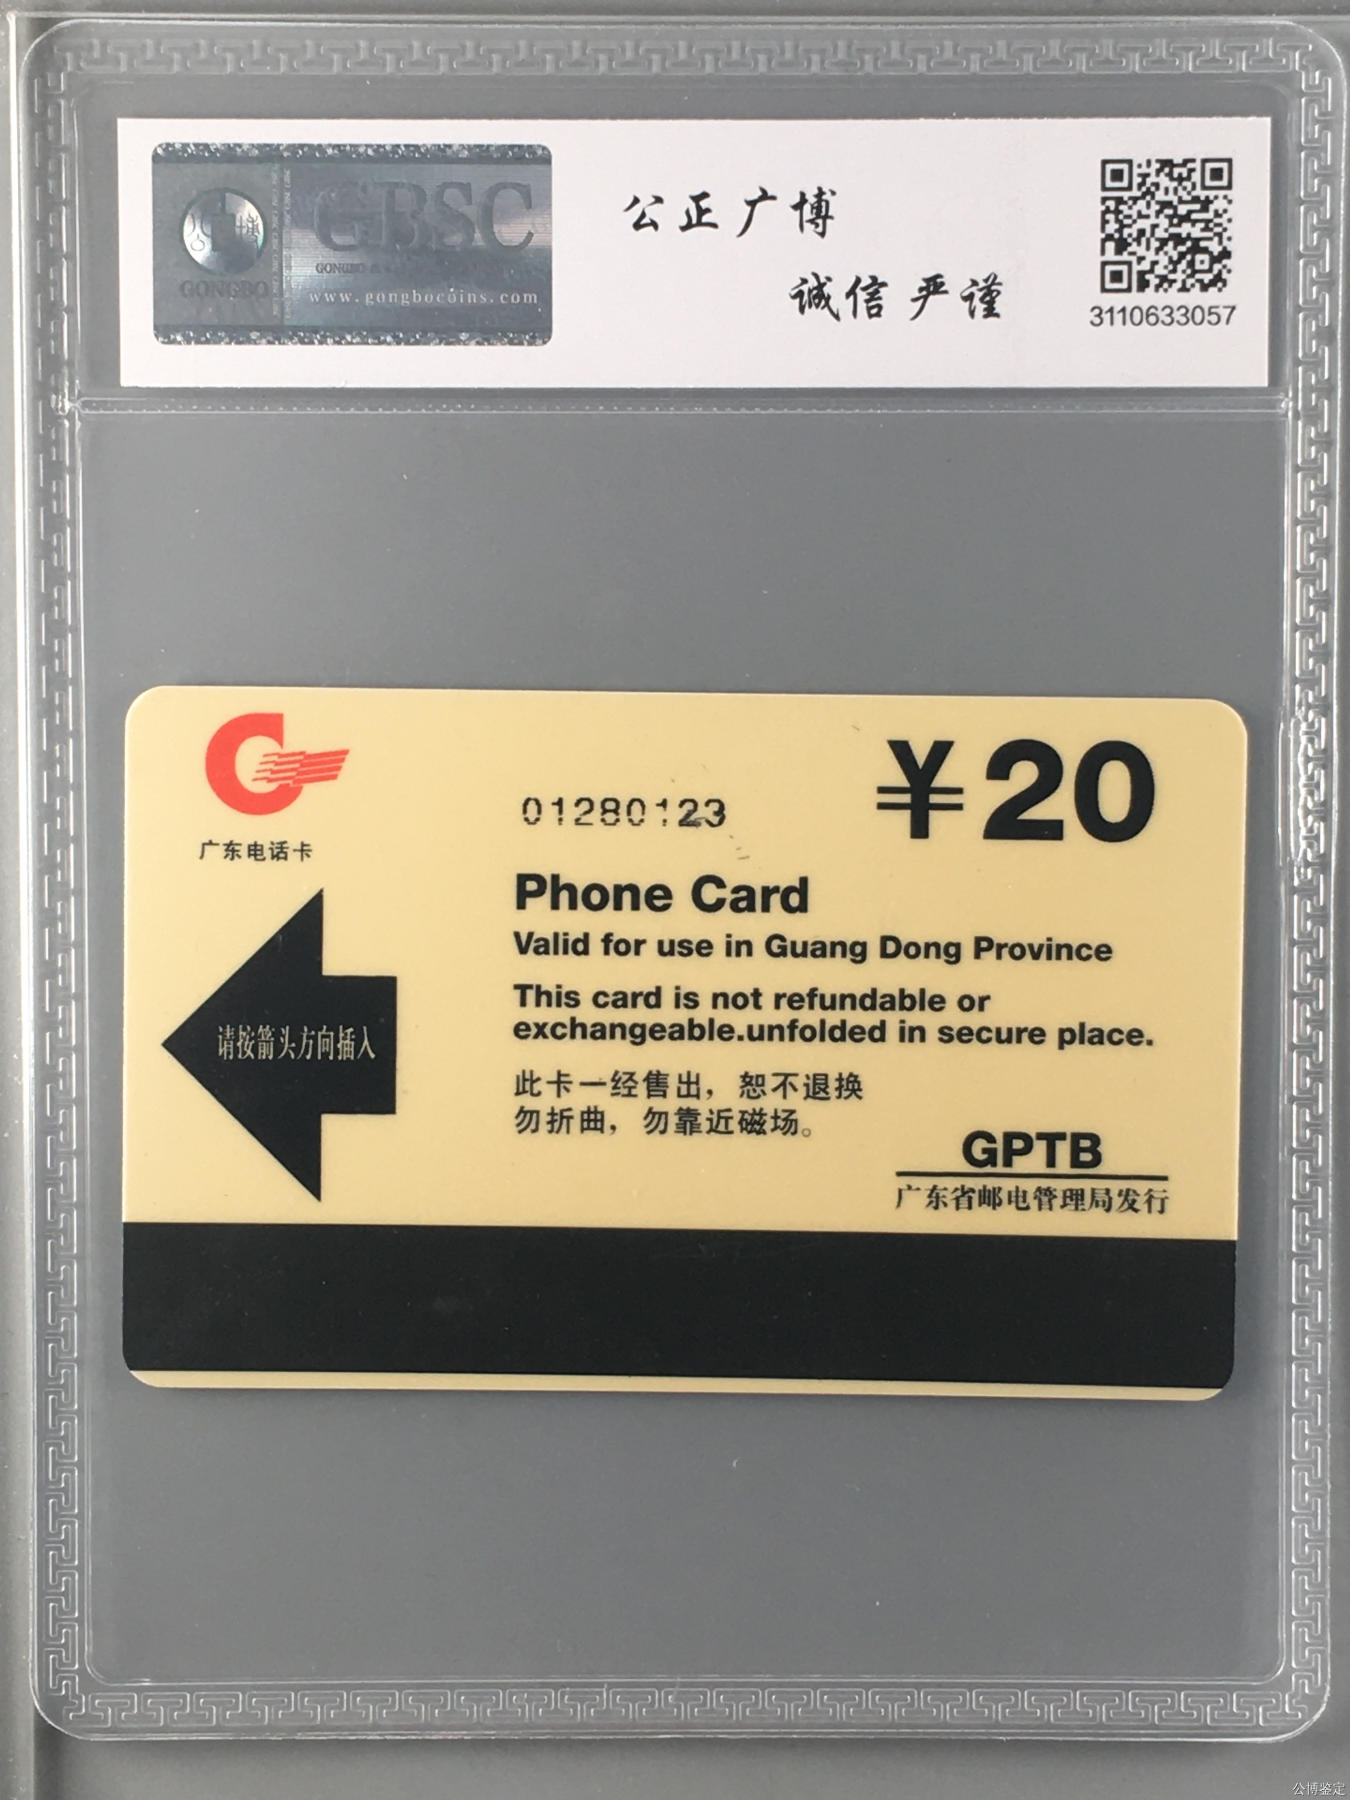 GBSC
GONGBO
www.gongbocoins.com
公正广博
诚信严谨
3110633057
广东电话卡
01280123
¥20
Phone Card
Valid for use in Guang Dong Province
This card is not refundable or
exchangeable.unfolded in secure place.
请按箭头方向插入
此卡一经售出，恕不退换
勿折曲，勿靠近磁场。
GPTB
广东省邮电管理局发行
公博鉴定